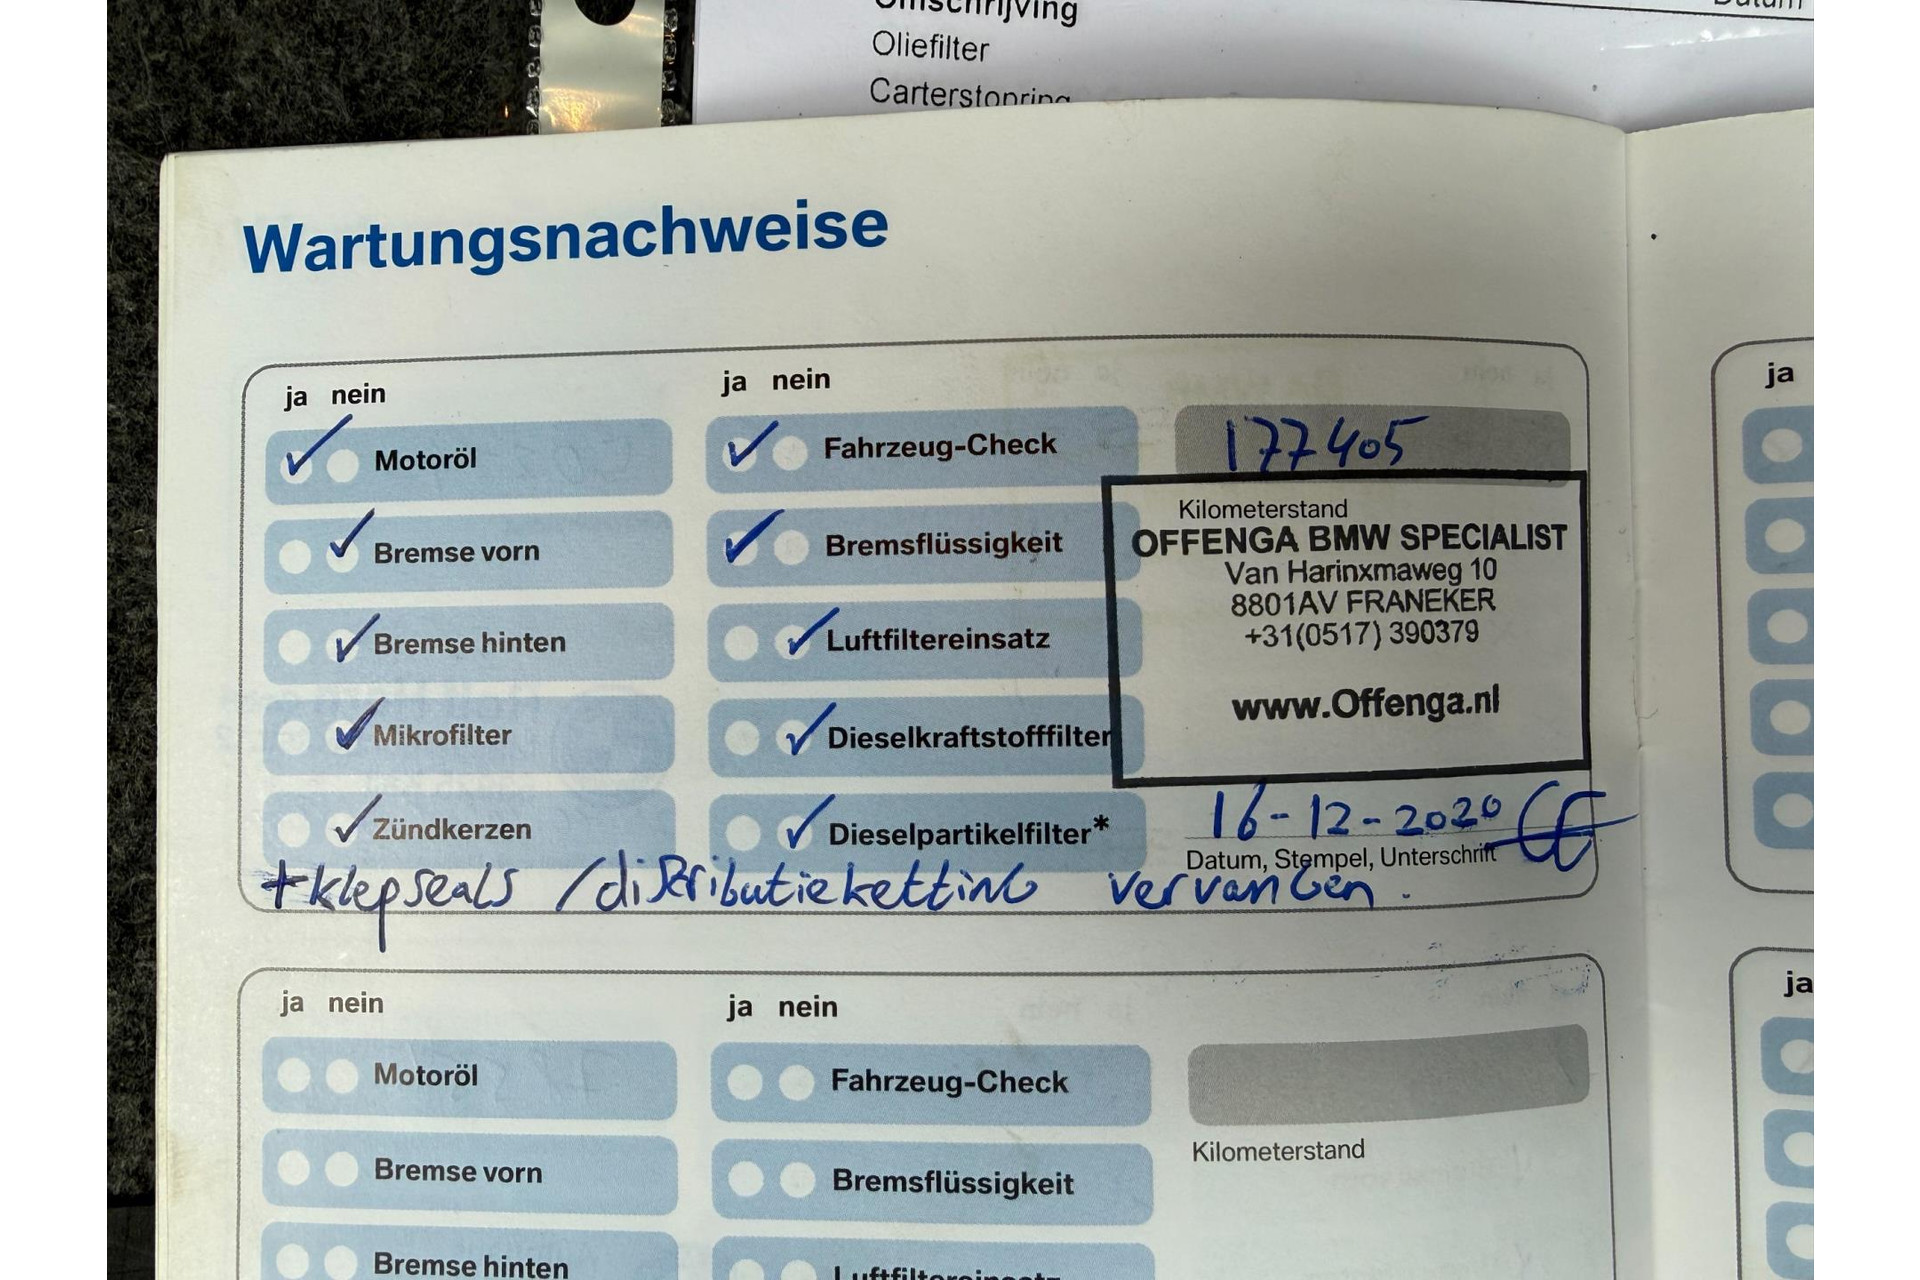 Omschrijving
Datum
Oliefilter
Carterstopring
Wartungsnachweise
ja nein
Motoröl
Bremse vorn
Bremse hinten
Mikrofilter
Zündkerzen
ja nein
Fahrzeug-Check
Bremsflüssigkeit
Luftfiltereinsatz
Dieselkraftstofffilter
Dieselpartikelfilter*
177405
Kilometerstand
OFFENGA BMW SPECIALIST
Van Harinxmaweg 10
8801AV FRANEKER
+31(0517) 390379
www.Offenga.nl
16-12-2020
Datum, Stempel, Unterschrift
+klepseals / distributieketting vervangen.
ja nein
Motoröl
Bremse vorn
Bremse hinten
ja nein
Fahrzeug-Check
Bremsflüssigkeit
Luftfiltereinsatz
Kilometerstand
ja
ja